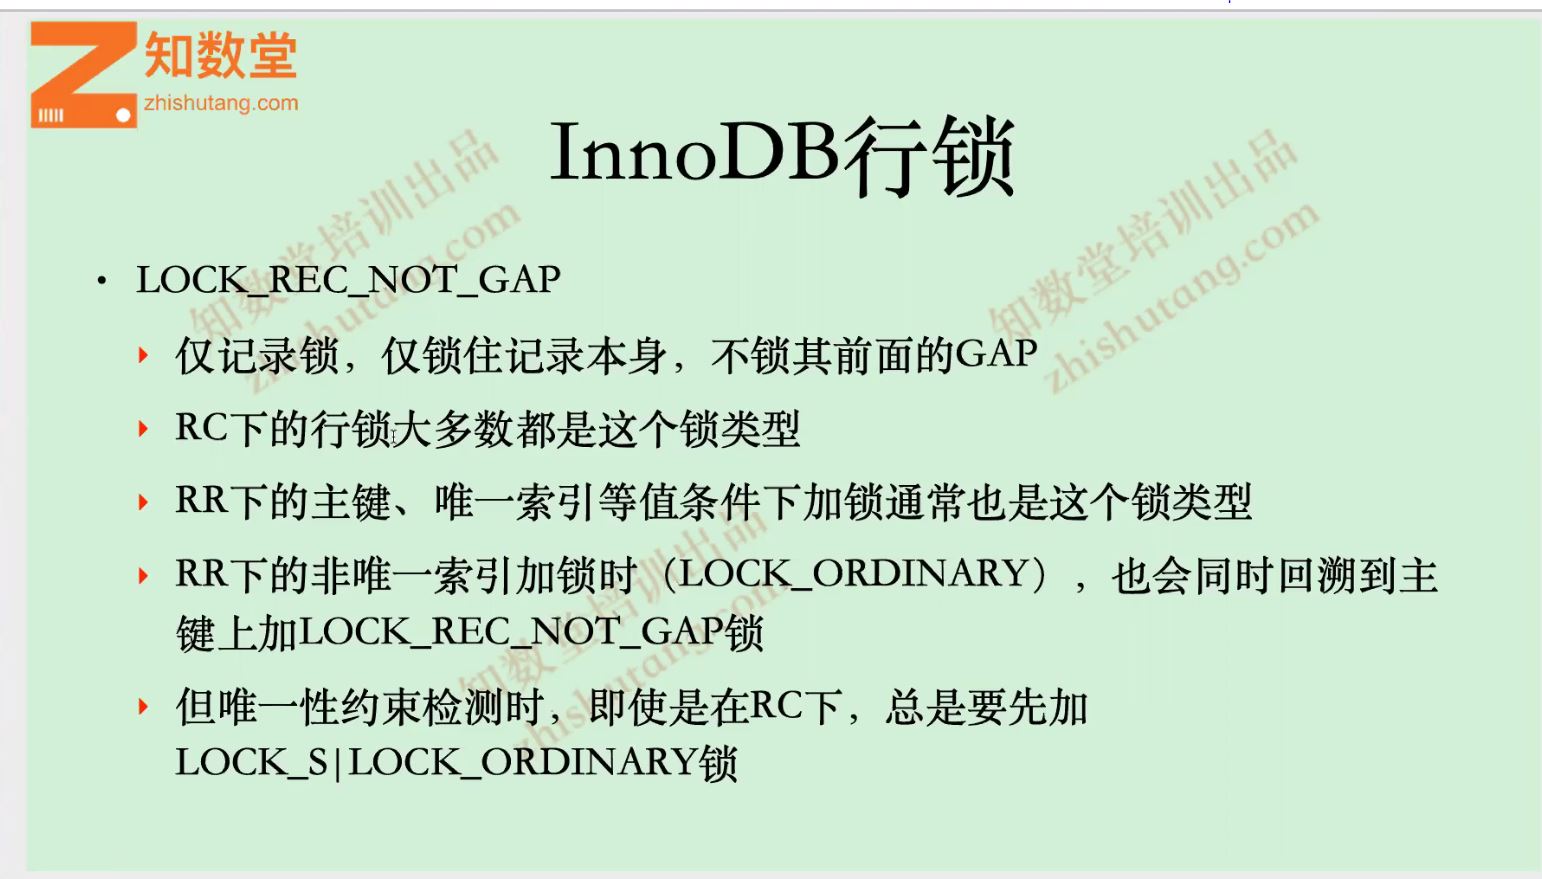 知数堂
zhishutang.com
InnoDB行锁
• LOCK_REC_NOT_GAP
仅记录锁，仅锁住记录本身，不锁其前面的GAP
RC下的行锁大多数都是这个锁类型
RR下的主键、唯一索引等值条件下加锁通常也是这个锁类型
RR下的非唯一索引加锁时（LOCK_ORDINARY），也会同时回溯到主
键上加LOCK_REC_NOT_GAP锁
但唯一性约束检测时，即使是在RC下，总是要先加
LOCK_S|LOCK_ORDINARY锁
知数堂培训出品
zhishutang.com
知数堂培训出品
zhishutang.com
知数堂培训出品
zhishutang.com